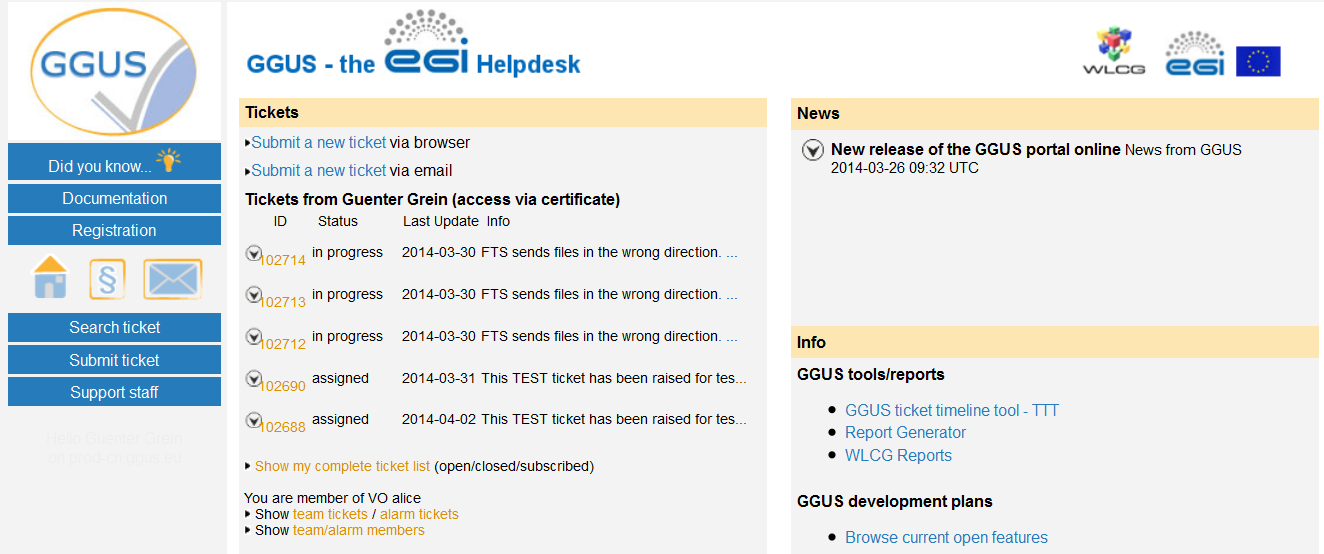 GGUS
Did you know...
Documentation
Registration
§
Search ticket
Submit ticket
Support staff
Hello Guenter Grein
on prod-cn.ggus.eu
GGUS - the egi Helpdesk
WLCG egi
Tickets
Submit a new ticket via browser
Submit a new ticket via email
Tickets from Guenter Grein (access via certificate)
ID Status Last Update Info
102714 in progress 2014-03-30 FTS sends files in the wrong direction. ...
102713 in progress 2014-03-30 FTS sends files in the wrong direction. ...
102712 in progress 2014-03-30 FTS sends files in the wrong direction. ...
102690 assigned 2014-03-31 This TEST ticket has been raised for tes...
102688 assigned 2014-04-02 This TEST ticket has been raised for tes...
Show my complete ticket list (open/closed/subscribed)
You are member of VO alice
Show team tickets / alarm tickets
Show team/alarm members
News
New release of the GGUS portal online News from GGUS
2014-03-26 09:32 UTC
Info
GGUS tools/reports
GGUS ticket timeline tool - TTT
Report Generator
WLCG Reports
GGUS development plans
Browse current open features